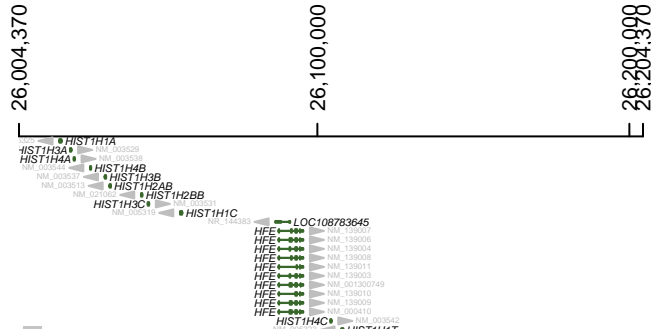 26,004,370
26,100,000
26,200,000
26,204,370
HIST1H1A
HIST1H3A NM_003529
HIST1H4A NM_003538
NM_003544 HIST1H4B
NM_003537 HIST1H3B
NM_003513 HIST1H2AB
NM_021062 HIST1H2BB
HIST1H3C NM_003531
NM_005319 HIST1H1C
NR_144383 LOC108783645
HFE NM_139007
HFE NM_139006
HFE NM_139004
HFE NM_139008
HFE NM_139011
HFE NM_139003
HFE NM_001300749
HFE NM_139010
HFE NM_139009
HFE NM_000410
HIST1H4C NM_003542
HIST1H1T